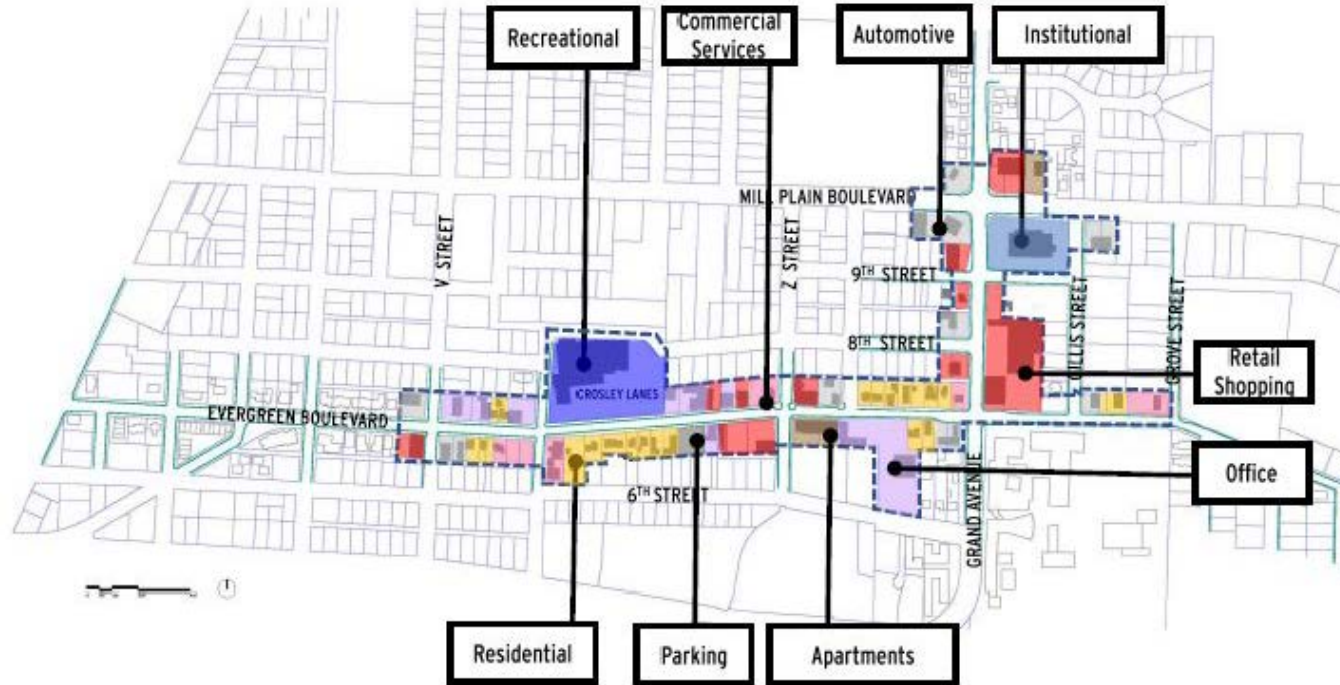 Recreational
Commercial
Services
Automotive
Institutional
MILL PLAIN BOULEVARD
V STREET
Z STREET
9TH STREET
8TH STREET
GILLIS STREET
GROVE STREET
Retail
Shopping
CROSLEY LANES
EVERGREEN BOULEVARD
Office
6TH STREET
GRAND AVENUE
Residential
Parking
Apartments